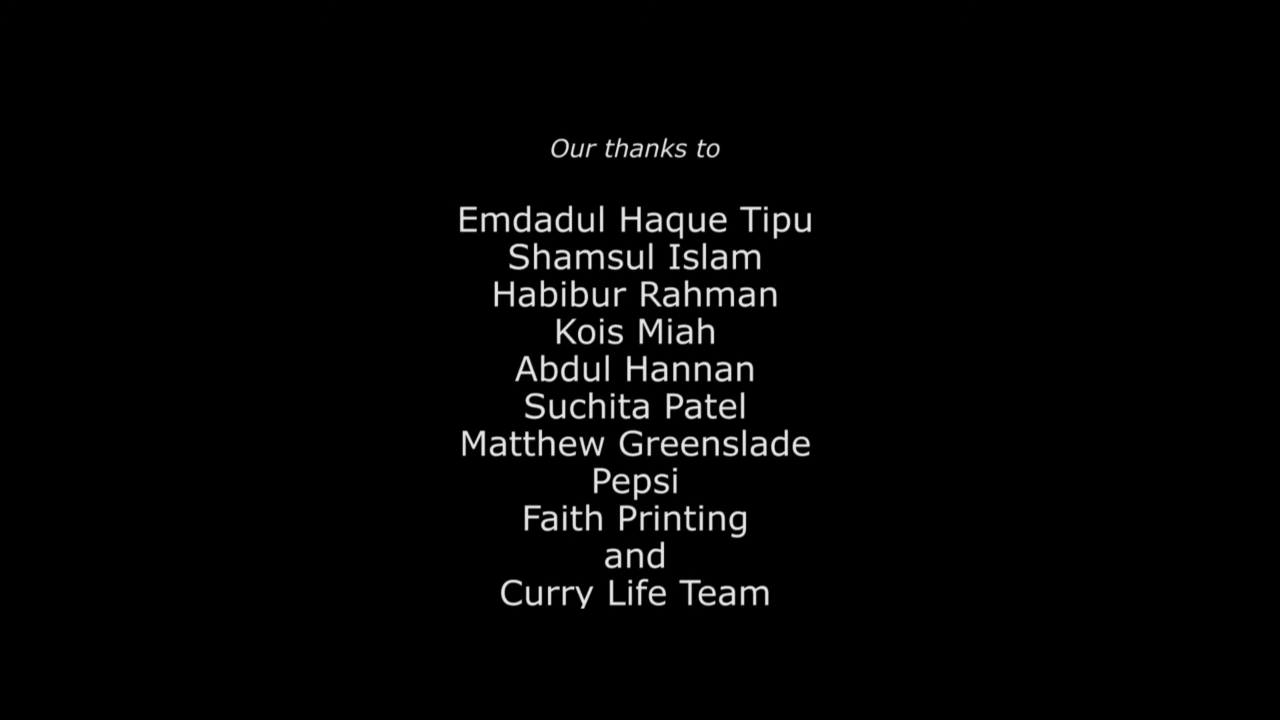 Our thanks to
Emdadul Haque Tipu
Shamsul Islam
Habibur Rahman
Kois Miah
Abdul Hannan
Suchita Patel
Matthew Greenslade
Pepsi
Faith Printing
and
Curry Life Team